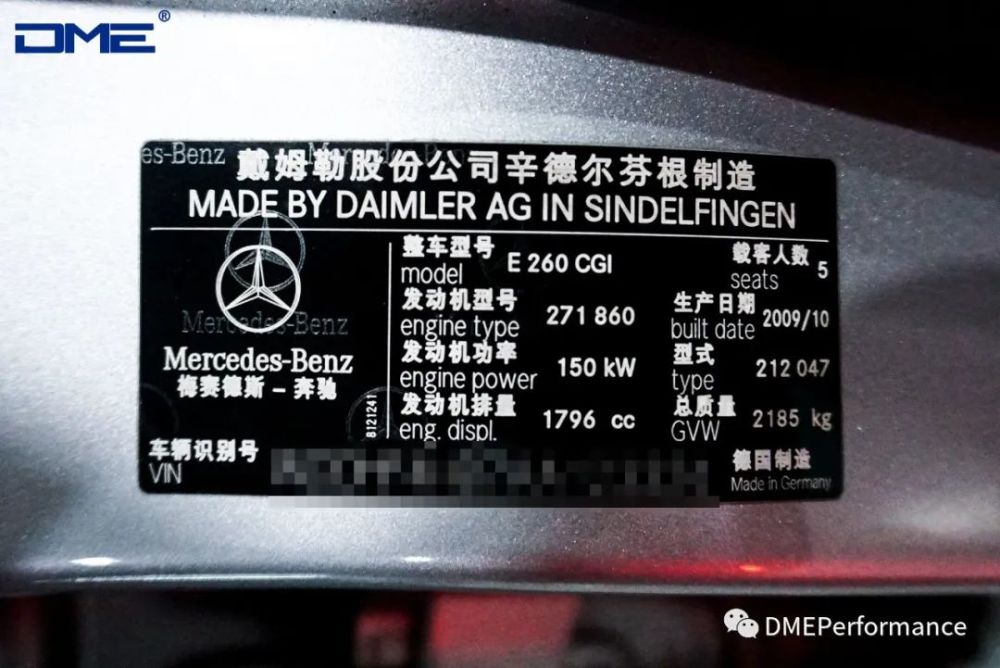 DME®
es-Benz
戴姆勒股份公司辛德尔芬根制造
MADE BY DAIMLER AG IN SINDELFINGEN
Mercedes-Benz
Mercedes-Benz
梅赛德斯－奔驰
8121241
整车型号
model
E 260 CGI
载客人数
seats
5
发动机型号
engine type
271 860
生产日期
built date
2009/10
发动机功率
engine power
150 kW
型式
type
212 047
发动机排量
eng. displ.
1796 cc
总质量
GVW
2185 kg
车辆识别号
VIN
德国制造
Made in Germany
DMEPerformance